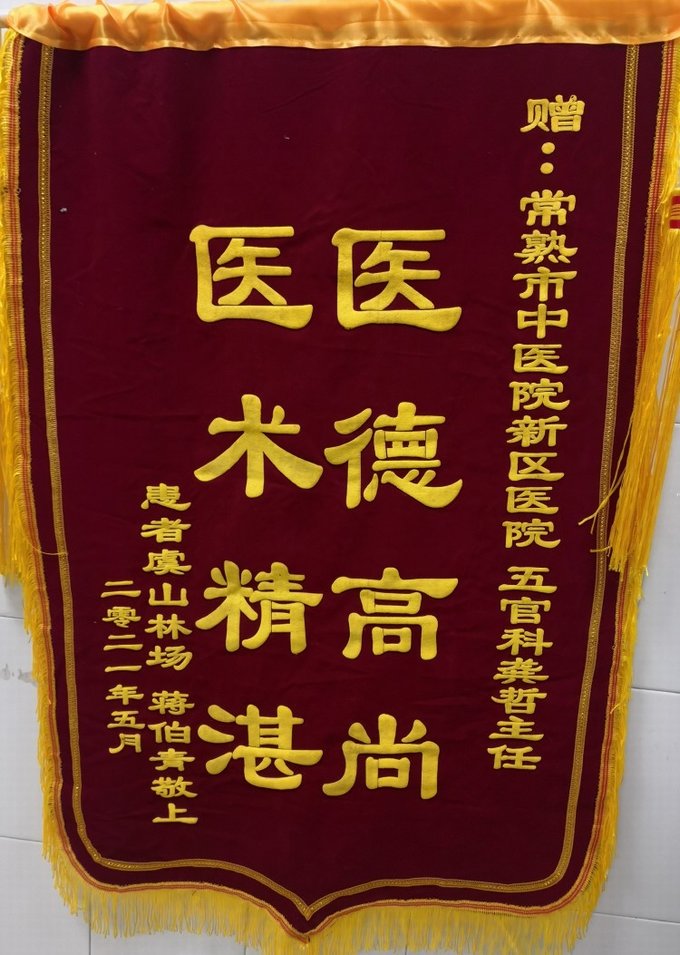 赠：常熟市中医院新区医院 五官科龚哲主任
医德高尚
医术精湛
患者虞山林场 蒋伯青敬上
二零二一年五月